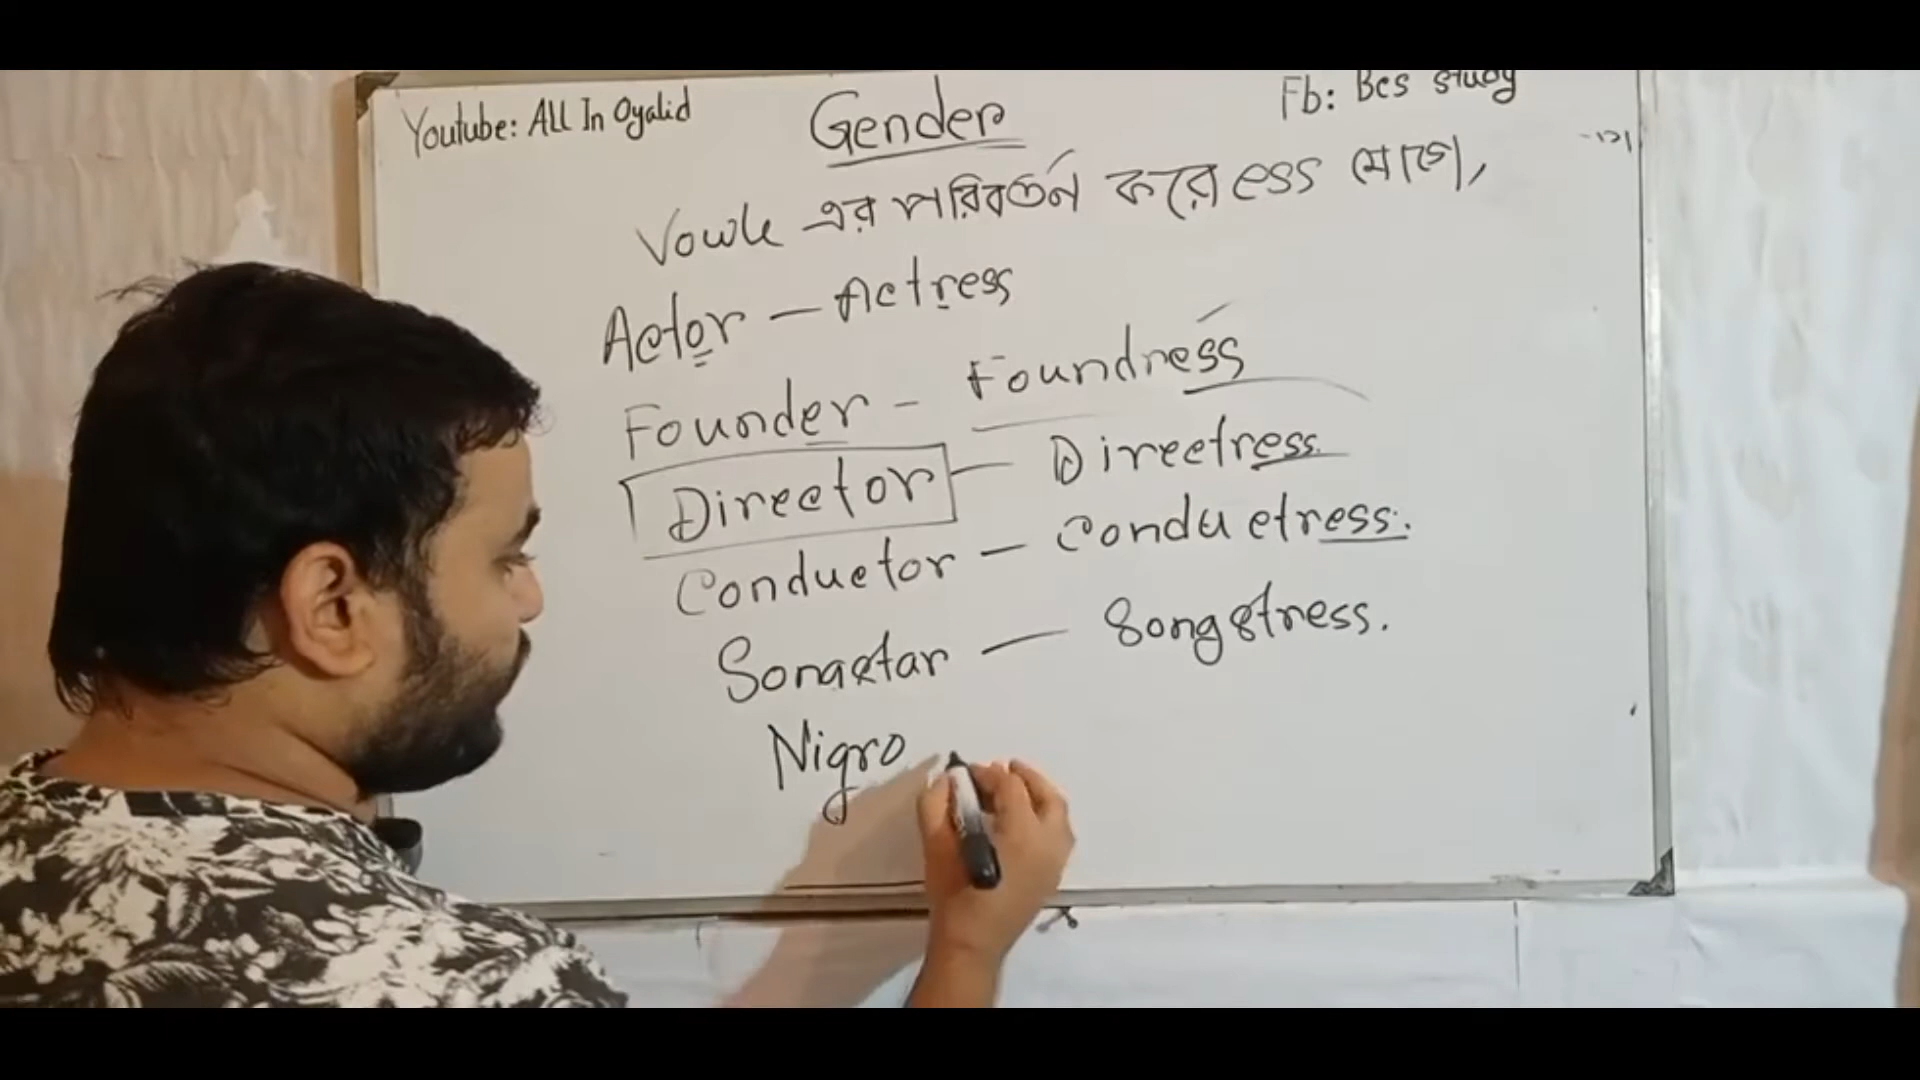 Youtube: All In Oyalid
Gender
Fb: Bcs study
Vowle এর পরিবর্তন করে ess যোগে,
Actor – Actress
Founder – Foundress
Director – Directress.
Conductor – Conductress.
Songstar – Songstress.
Nigro